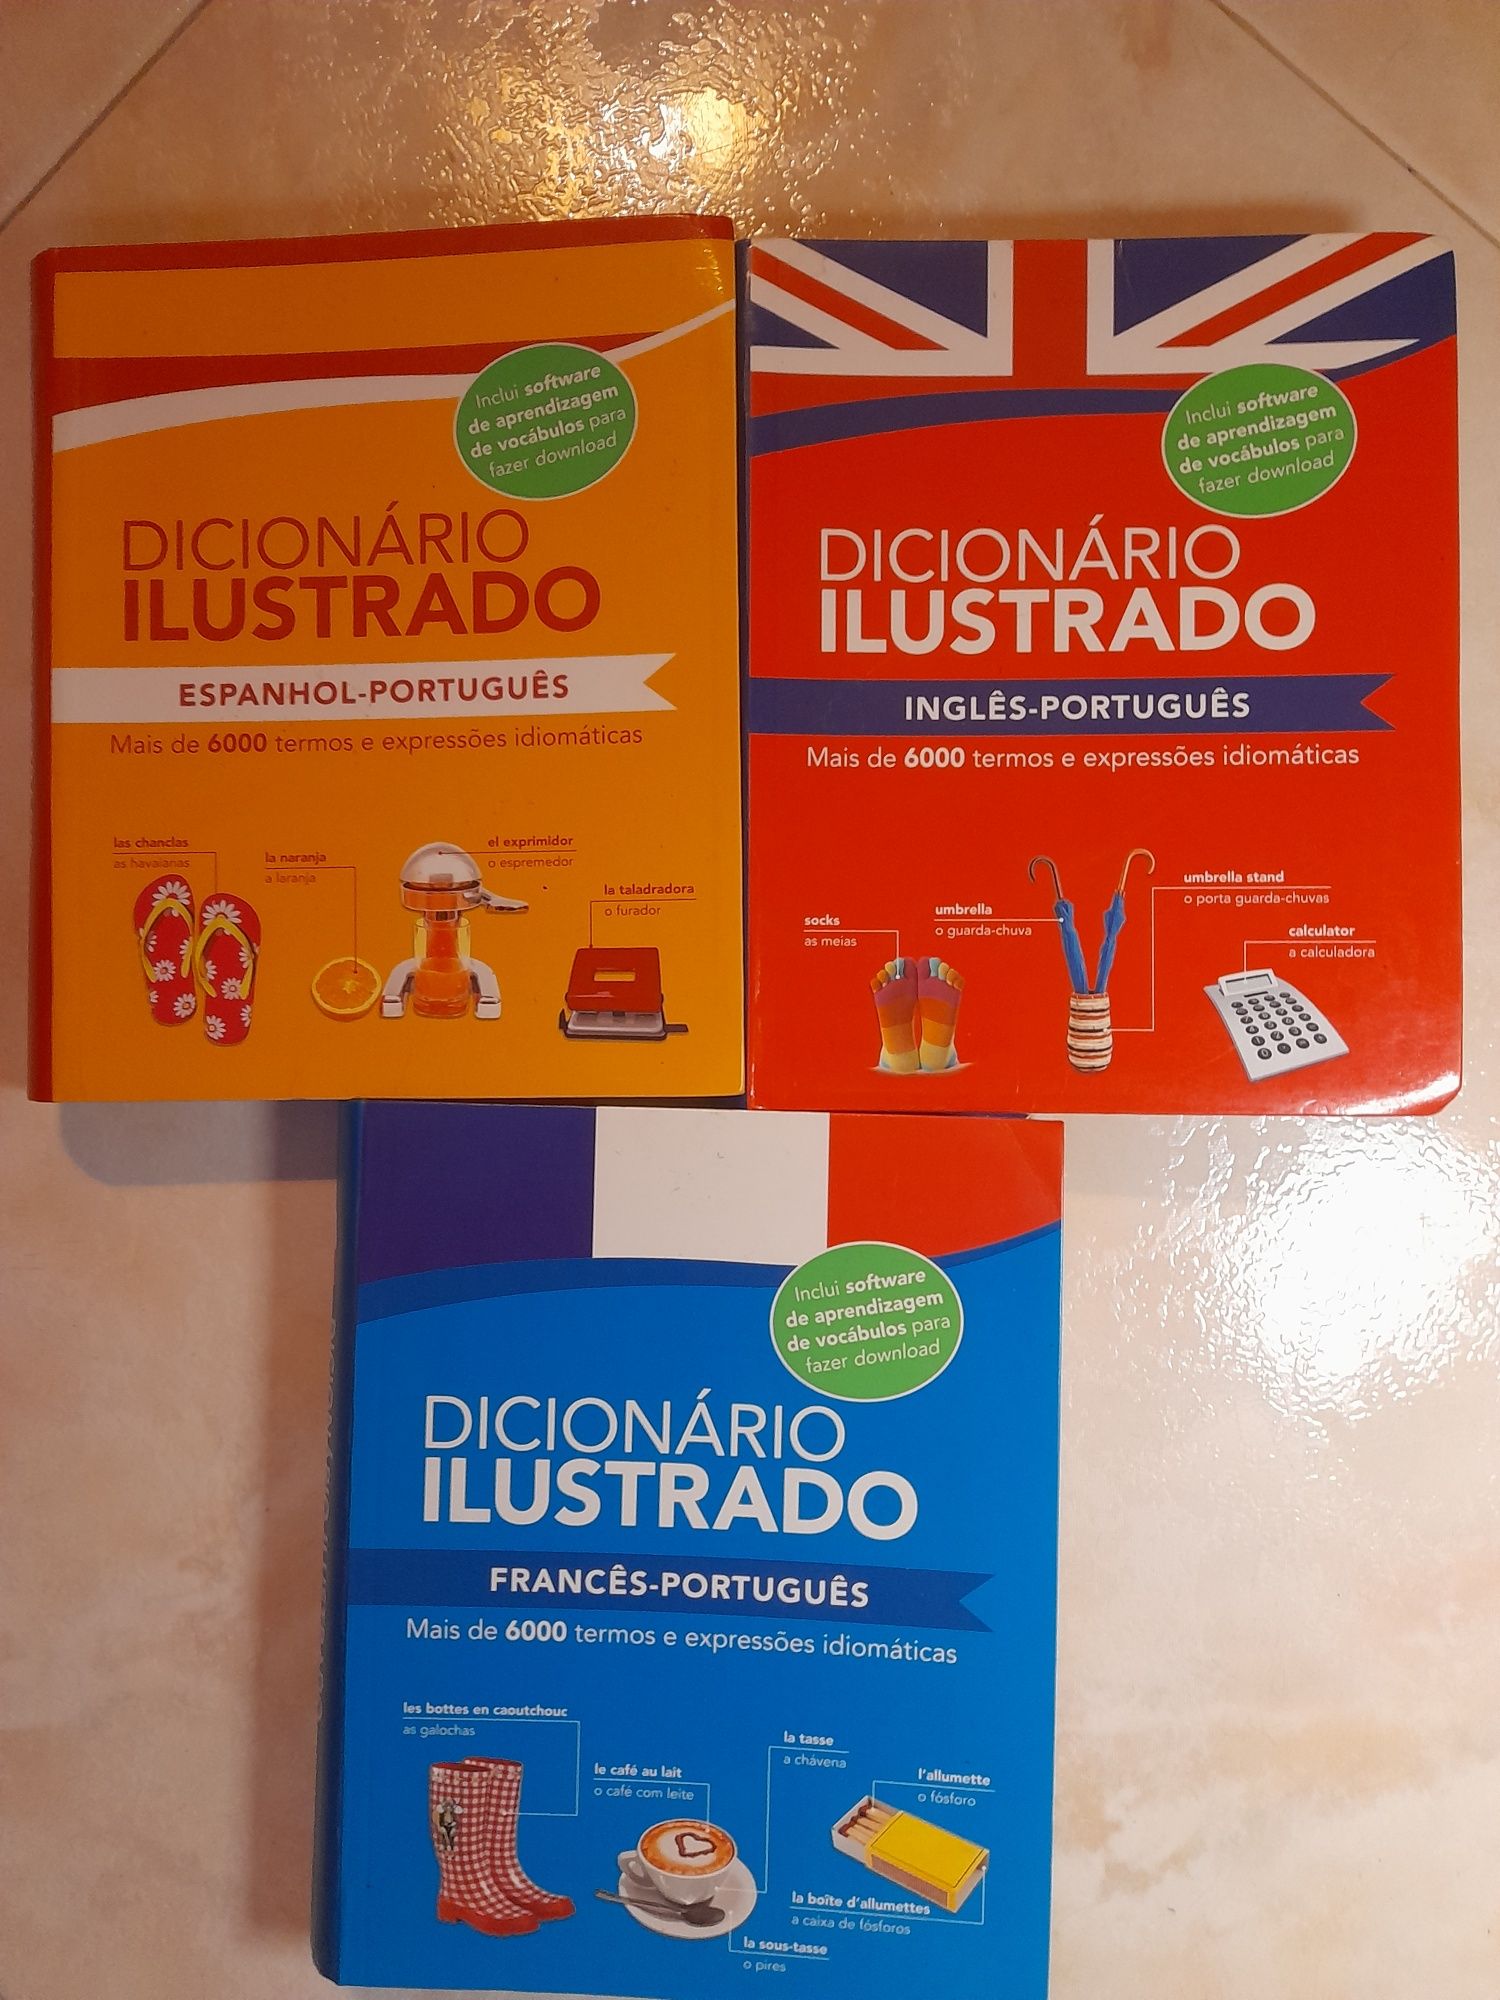 Inclui software
de aprendizagem
de vocábulos para
fazer download
DICIONÁRIO
ILUSTRADO
ESPANHOL-PORTUGUÊS
Mais de 6000 termos e expressões idiomáticas
las chanclas
as havaianas
la naranja
a laranja
el exprimidor
o espremedor
la taladradora
o furador
Inclui software
de aprendizagem
de vocábulos para
fazer download
DICIONÁRIO
ILUSTRADO
INGLÊS-PORTUGUÊS
Mais de 6000 termos e expressões idiomáticas
socks
as meias
umbrella
o guarda-chuva
umbrella stand
o porta guarda-chuvas
calculator
a calculadora
Inclui software
de aprendizagem
de vocábulos para
fazer download
DICIONÁRIO
ILUSTRADO
FRANCÊS-PORTUGUÊS
Mais de 6000 termos e expressões idiomáticas
les bottes en caoutchouc
as galochas
le café au lait
o café com leite
la tasse
a chávena
l'allumette
o fósforo
la boîte d'allumettes
a caixa de fósforos
la sous-tasse
o pires